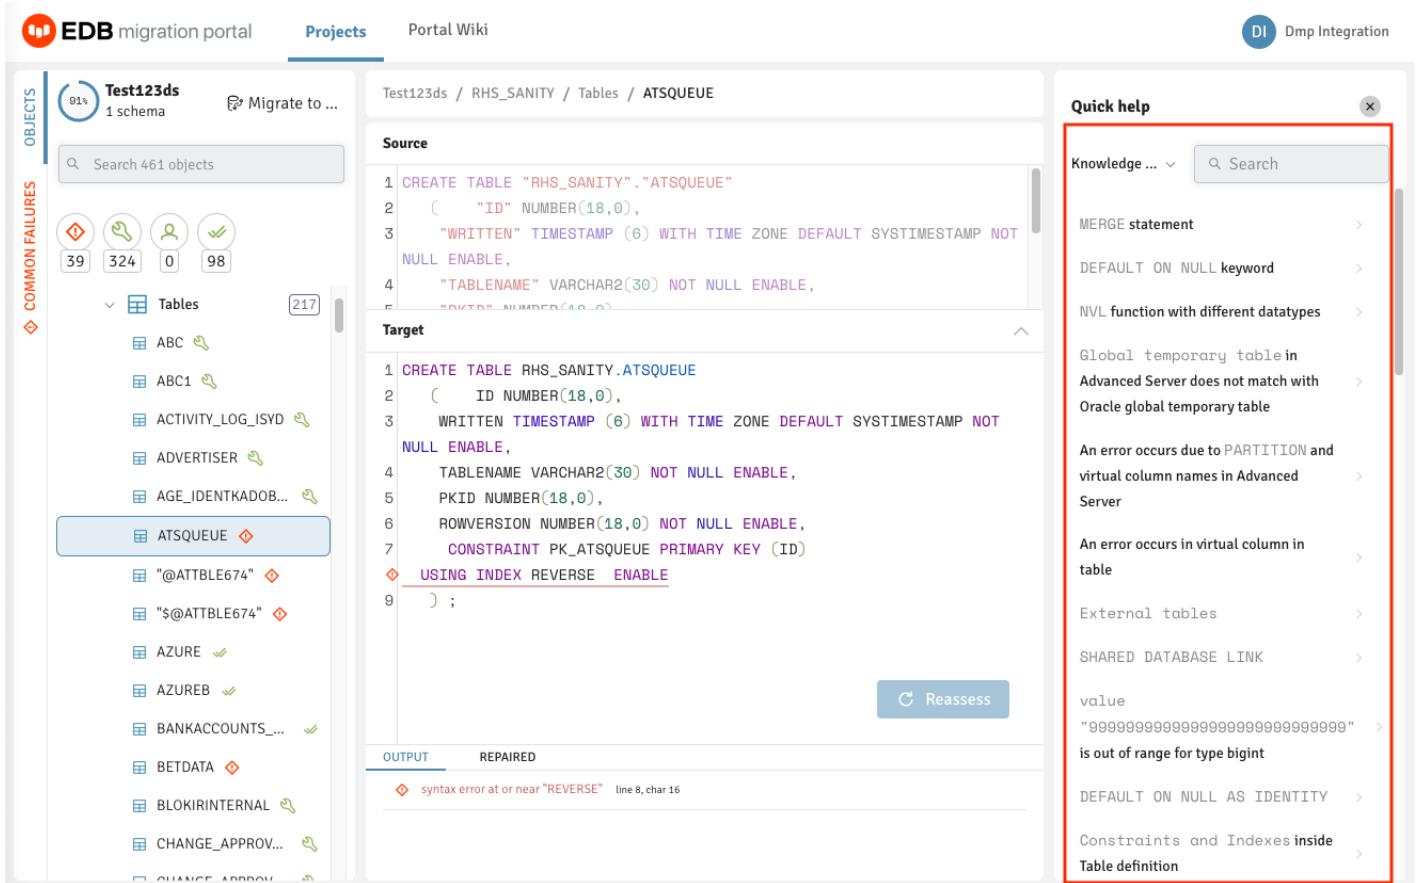 EDB migration portal
Projects
Portal Wiki
DI
Dmp Integration
OBJECTS
COMMON FAILURES
91%
Test123ds
1 schema
Migrate to ...
Search 461 objects
39
324
0
98
Tables
217
ABC
ABC1
ACTIVITY_LOG_ISYD
ADVERTISER
AGE_IDENTKADOB...
ATSQUEUE
"@ATTBLE674"
"$@ATTBLE674"
AZURE
AZUREB
BANKACCOUNTS_...
BETDATA
BLOKIRINTERNAL
CHANGE_APPROV...
CHANGE_APPROV...
Test123ds / RHS_SANITY / Tables / ATSQUEUE
Source
1 CREATE TABLE "RHS_SANITY"."ATSQUEUE"
2 ( "ID" NUMBER(18,0),
3 "WRITTEN" TIMESTAMP (6) WITH TIME ZONE DEFAULT SYSTIMESTAMP NOT
NULL ENABLE,
4 "TABLENAME" VARCHAR2(30) NOT NULL ENABLE,
5 "PKID" NUMBER(18,0),
Target
1 CREATE TABLE RHS_SANITY.ATSQUEUE
2 ( ID NUMBER(18,0),
3 WRITTEN TIMESTAMP (6) WITH TIME ZONE DEFAULT SYSTIMESTAMP NOT
NULL ENABLE,
4 TABLENAME VARCHAR2(30) NOT NULL ENABLE,
5 PKID NUMBER(18,0),
6 ROWVERSION NUMBER(18,0) NOT NULL ENABLE,
7 CONSTRAINT PK_ATSQUEUE PRIMARY KEY (ID)
USING INDEX REVERSE ENABLE
9 ) ;
Reassess
OUTPUT
REPAIRED
syntax error at or near "REVERSE" line 8, char 16
Quick help
Knowledge ...
Search
MERGE statement
DEFAULT ON NULL keyword
NVL function with different datatypes
Global temporary table in
Advanced Server does not match with
Oracle global temporary table
An error occurs due to PARTITION and
virtual column names in Advanced
Server
An error occurs in virtual column in
table
External tables
SHARED DATABASE LINK
value
"9999999999999999999999999999"
is out of range for type bigint
DEFAULT ON NULL AS IDENTITY
Constraints and Indexes inside
Table definition